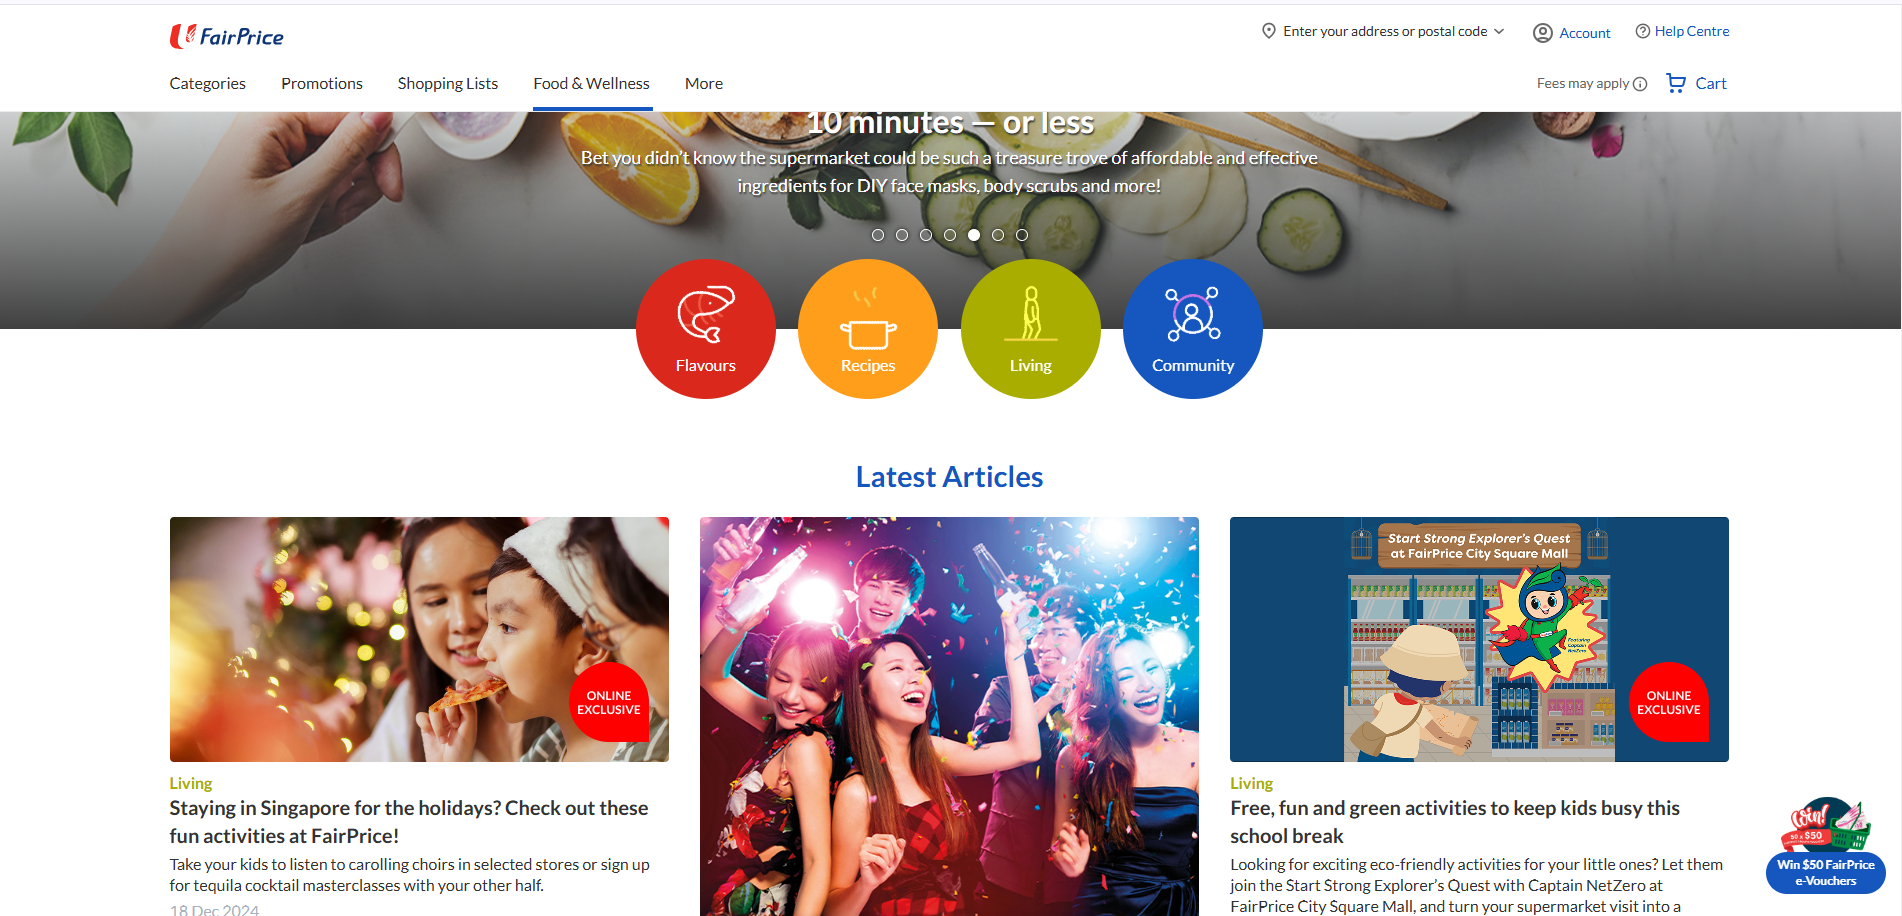 FairPrice
Enter your address or postal code
Account
Help Centre
Categories
Promotions
Shopping Lists
Food & Wellness
More
Fees may apply
Cart
10 minutes — or less
Bet you didn't know the supermarket could be such a treasure trove of affordable and effective
ingredients for DIY face masks, body scrubs and more!
Flavours
Recipes
Living
Community
Latest Articles
ONLINE
EXCLUSIVE
Living
Staying in Singapore for the holidays? Check out these
fun activities at FairPrice!
Take your kids to listen to carolling choirs in selected stores or sign up
for tequila cocktail masterclasses with your other half.
18 Dec 2024
Start Strong Explorer's Quest
at FairPrice City Square Mall
Featuring
Captain
NetZero
ONLINE
EXCLUSIVE
Living
Free, fun and green activities to keep kids busy this
school break
Looking for exciting eco-friendly activities for your little ones? Let them
join the Start Strong Explorer's Quest with Captain NetZero at
FairPrice City Square Mall, and turn your supermarket visit into a
Win!
50 x $50
Win $50 FairPrice
e-Vouchers